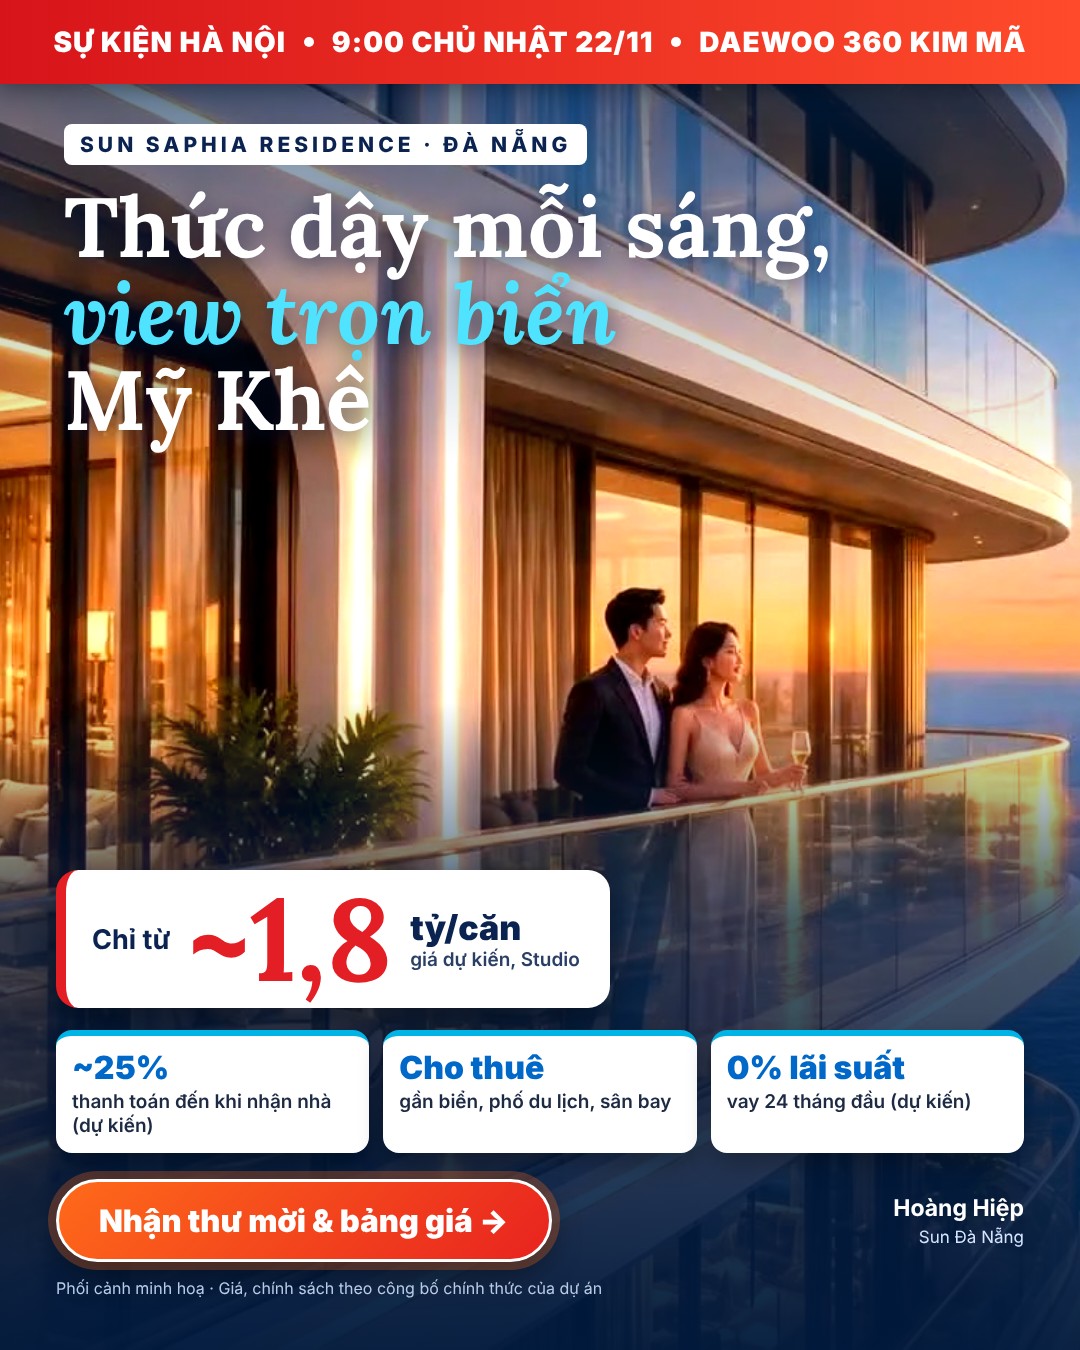 SỰ KIỆN HÀ NỘI • 9:00 CHỦ NHẬT 22/11 • DAEWOO 360 KIM MÃ
SUN SAPHIA RESIDENCE · ĐÀ NẴNG
Thức dậy mỗi sáng,
view trọn biển
Mỹ Khê
Chỉ từ ~1,8 tỷ/căn
giá dự kiến, Studio
~25%
thanh toán đến khi nhận nhà
(dự kiến)
Cho thuê
gần biển, phố du lịch, sân bay
0% lãi suất
vay 24 tháng đầu (dự kiến)
Nhận thư mời & bảng giá →
Hoàng Hiệp
Sun Đà Nẵng
Phối cảnh minh hoạ · Giá, chính sách theo công bố chính thức của dự án